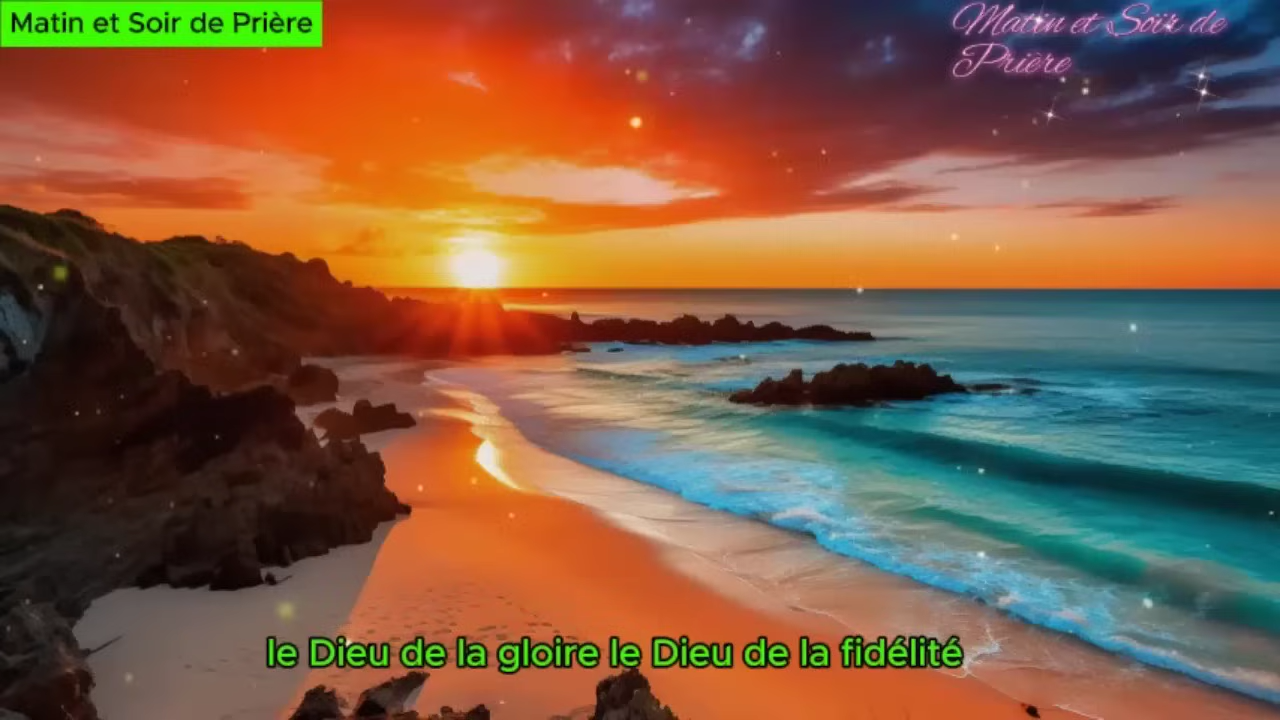 Matin et Soir de Prière
Matin et Soir de
Prière
le Dieu de la gloire le Dieu de la fidélité